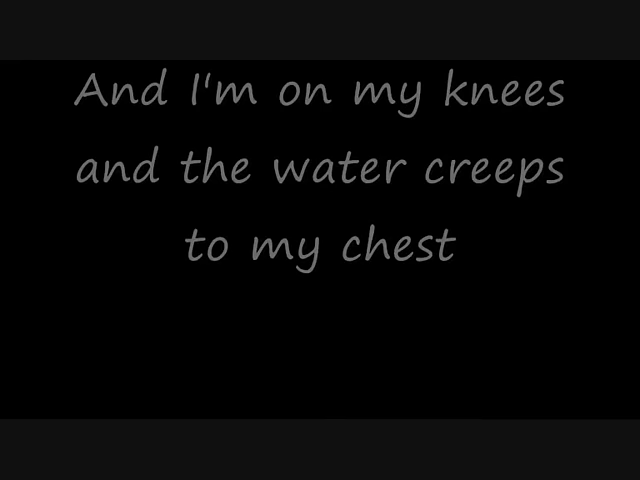 And I'm on my knees
and the water creeps
to my chest